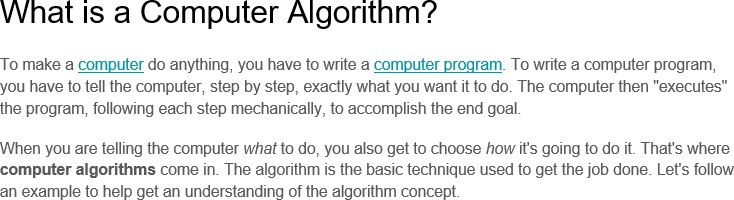 What is a Computer Algorithm?
To make a computer do anything, you have to write a computer program. To write a computer program,
you have to tell the computer, step by step, exactly what you want it to do. The computer then "executes"
the program, following each step mechanically, to accomplish the end goal.
When you are telling the computer what to do, you also get to choose how it's going to do it. That's where
computer algorithms come in. The algorithm is the basic technique used to get the job done. Let's follow
an example to help get an understanding of the algorithm concept.